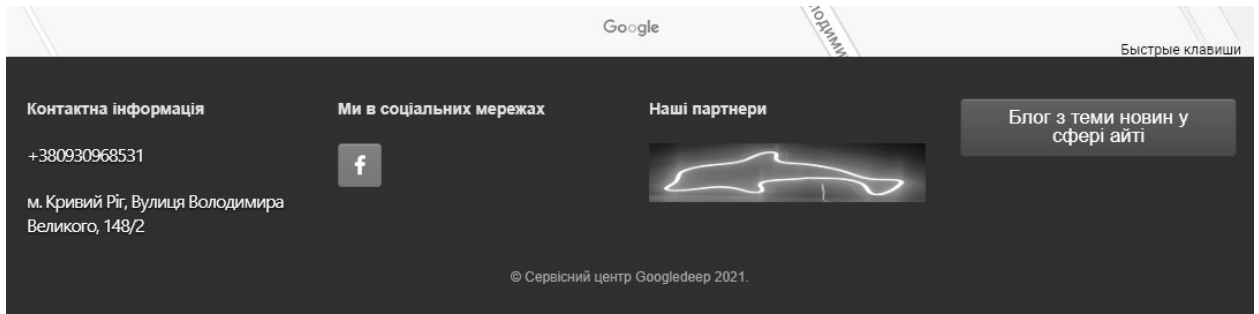 Google
одими
Быстрые клавиши
Контактна інформація
Ми в соціальних мережах
Наші партнери
Блог з теми новин у
сфері айті
+380930968531
м. Кривий Ріг, Вулиця Володимира
Великого, 148/2
© Сервісний центр Googledeep 2021.